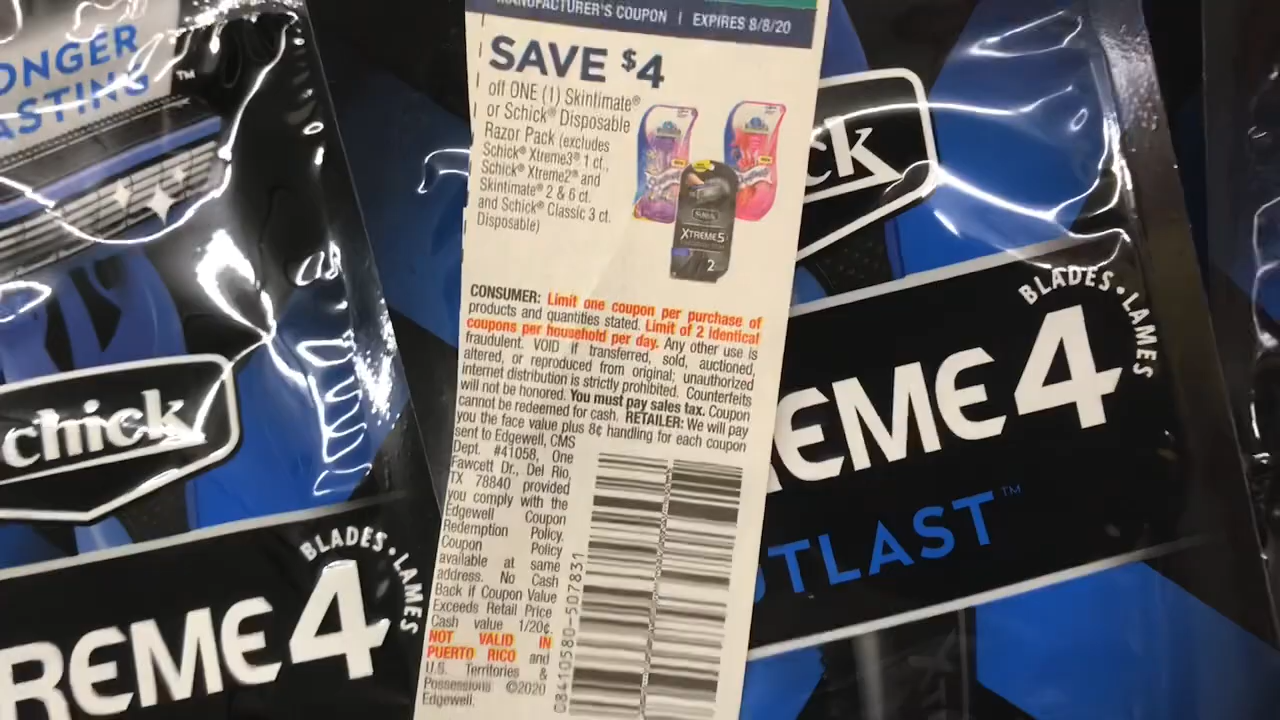 ONGER
ASTING™
chick
BLADES•LAMES
REME 4
MANUFACTURER'S COUPON | EXPIRES 8/8/20
SAVE $4
off ONE (1) Skintimate®
or Schick® Disposable
Razor Pack (excludes
Schick® Xtreme3® 1 ct.,
Schick® Xtreme2® and
Skintimate® 2 & 6 ct.
and Schick® Classic 3 ct.
Disposable)
XTREME5
2
CONSUMER: Limit one coupon per purchase of
products and quantities stated. Limit of 2 identical
coupons per household per day. Any other use is
fraudulent. VOID if transferred, sold, auctioned,
altered, or reproduced from original; unauthorized
internet distribution is strictly prohibited. Counterfeits
will not be honored. You must pay sales tax. Coupon
cannot be redeemed for cash. RETAILER: We will pay
you the face value plus 8¢ handling for each coupon
sent to Edgewell, CMS
Dept. #41058, One
Fawcett Dr., Del Rio,
TX 78840 provided
you comply with the
Edgewell Coupon
Redemption Policy.
Coupon Policy
available at same
address. No Cash
Back if Coupon Value
Exceeds Retail Price
Cash value 1/20¢.
NOT VALID IN
PUERTO RICO and
U.S. Territories &
Possessions ©2020
Edgewell.
08410580-507831
ck
BLADES•LAMES
EME 4
UTLAST™